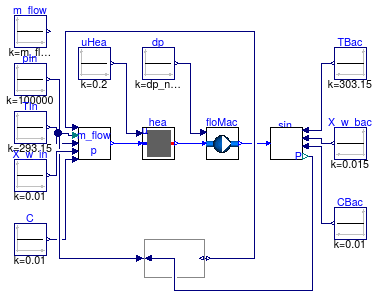 m_flow
k=m_fl...
uHea
k=0.2
dp
k=dp_n...
TBac
k=303.15
pIn
k=100000
TIn
k=293.15
m_flow
p
hea
floMac
sin
P
X_w_bac
k=0.015
X_w_in
k=0.01
C
k=0.01
CBac
k=0.01